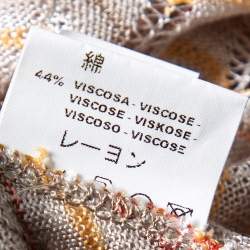 綿
44% VISCOSA - VISCOSE -
VISCOSE - VISKOSE -
VISCOSO - VISCOSE
レーヨン